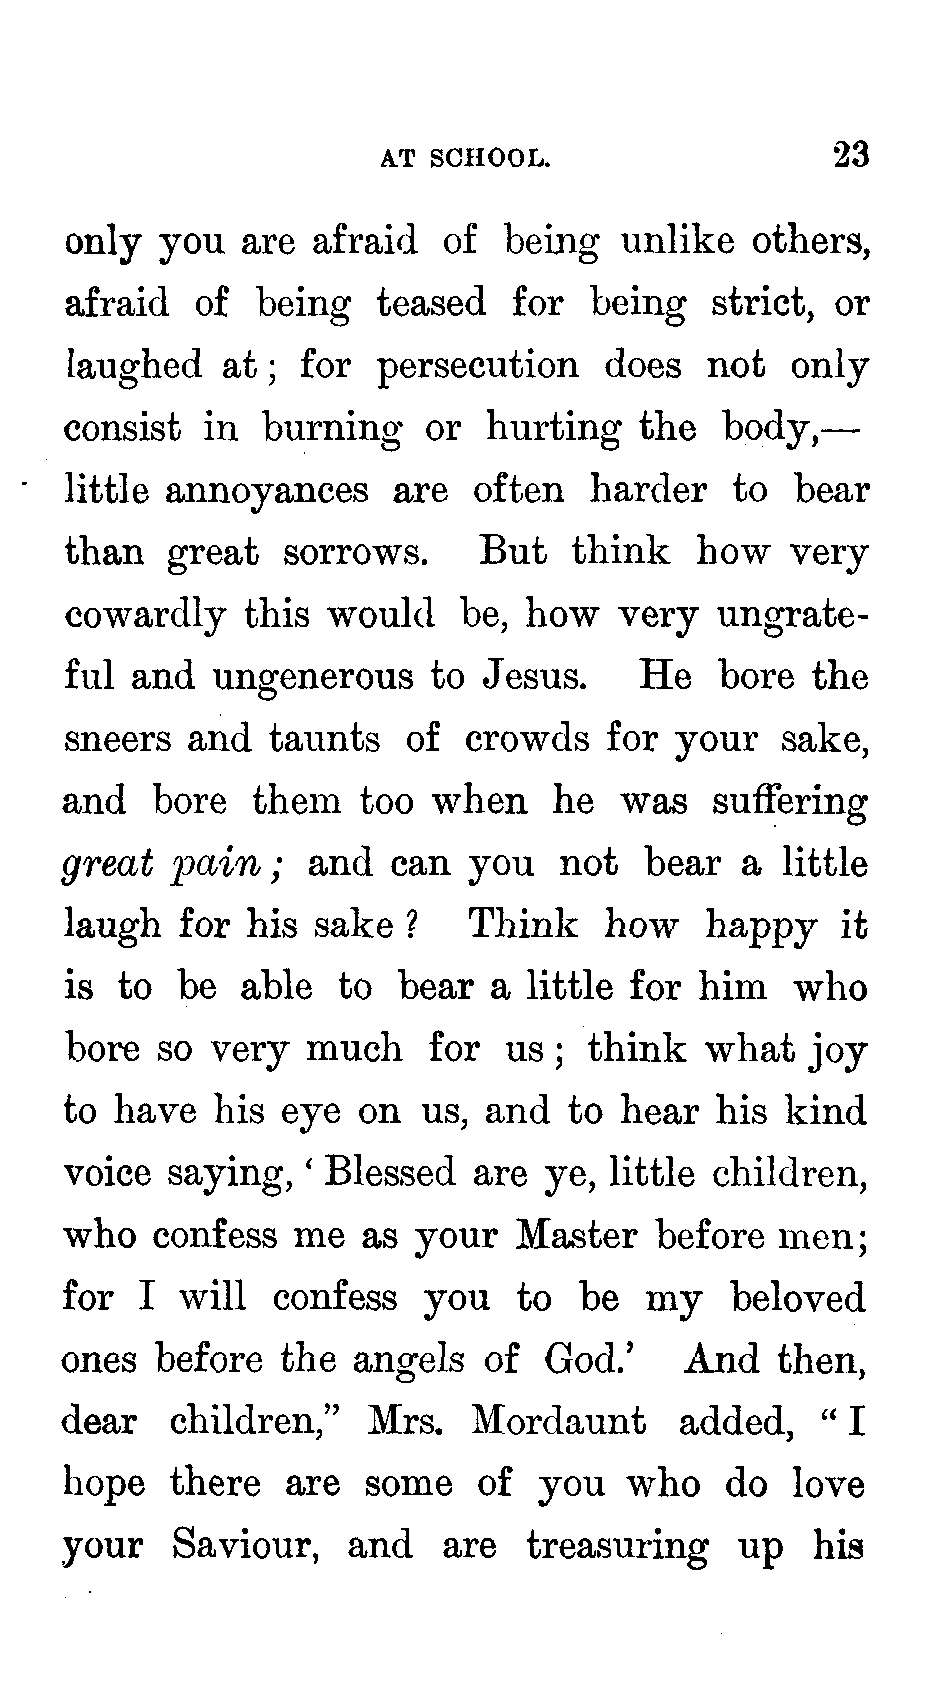 AT SCHOOL. 23
only you are afraid of being unlike others,
afraid of being teased for being strict, or
laughed at ; for persecution does not only
consist in burning or hurting the body,—
little annoyances are often harder to bear
than great sorrows. But think how very
cowardly this would be, how very ungrate-
ful and ungenerous to Jesus. He bore the
sneers and taunts of crowds for your sake,
and bore them too when he was suffering
great pain ; and can you not bear a little
laugh for his sake ? Think how happy it
is to be able to bear a little for him who
bore so very much for us ; think what joy
to have his eye on us, and to hear his kind
voice saying, ‘ Blessed are ye, little children,
who confess me as your Master before men;
for I will confess you to be my beloved
ones before the angels of God.’ And then,
dear children,” Mrs. Mordaunt added, “ I
hope there are some of you who do love
your Saviour, and are treasuring up his